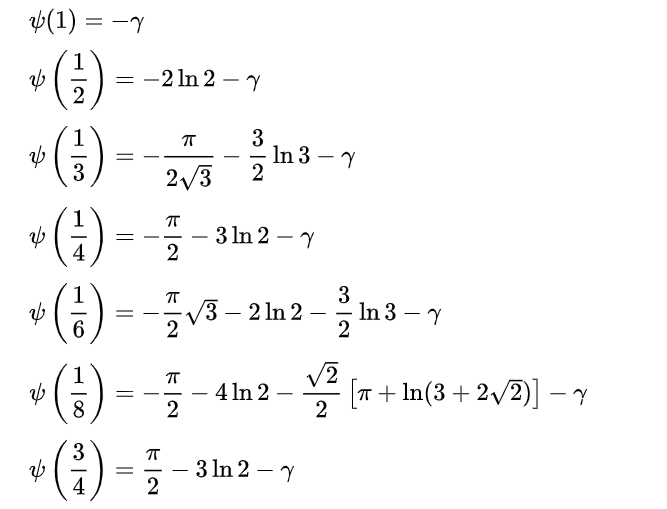 ψ(1) = −γ
ψ(1/2) = −2 ln 2 − γ
ψ(1/3) = −π/(2√3) − (3/2) ln 3 − γ
ψ(1/4) = −π/2 − 3 ln 2 − γ
ψ(1/6) = −(π/2)√3 − 2 ln 2 − (3/2) ln 3 − γ
ψ(1/8) = −π/2 − 4 ln 2 − (√2/2) [π + ln(3 + 2√2)] − γ
ψ(3/4) = π/2 − 3 ln 2 − γ